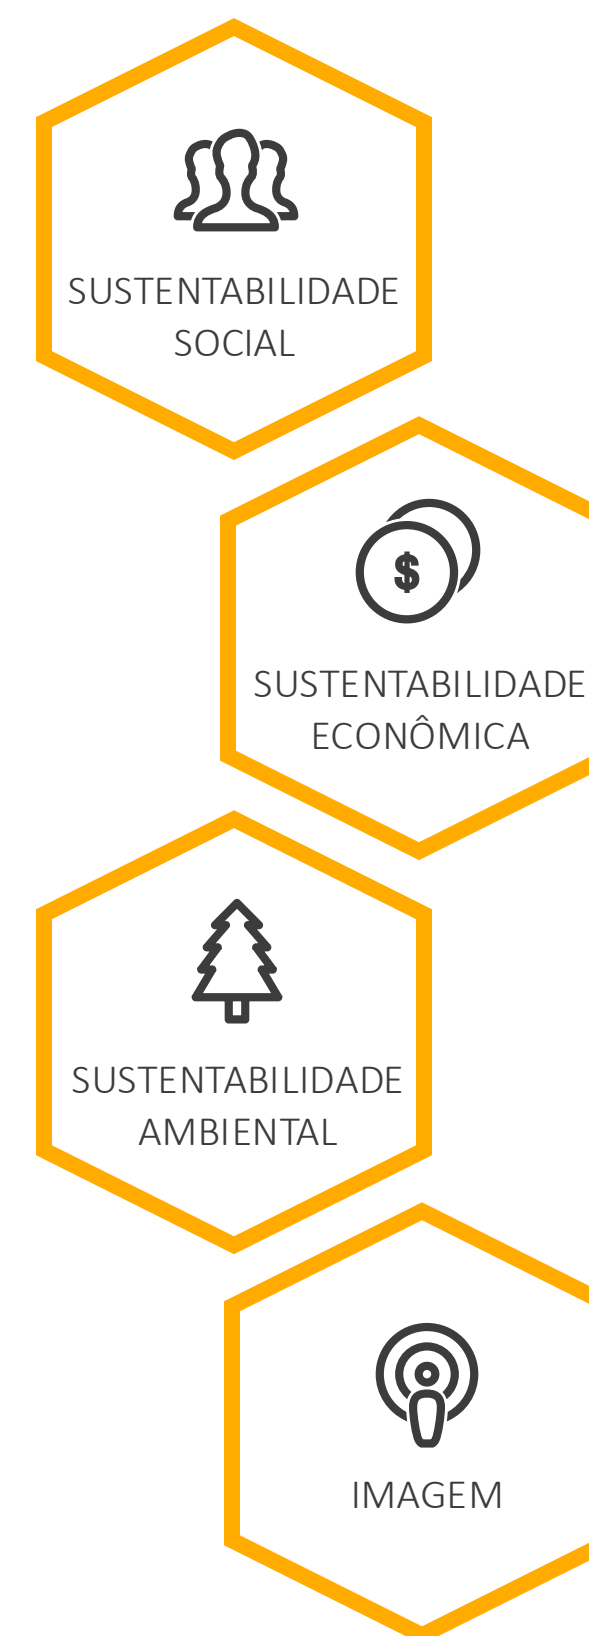 SUSTENTABILIDADE
SOCIAL
$
SUSTENTABILIDADE
ECONÔMICA
SUSTENTABILIDADE
AMBIENTAL
IMAGEM